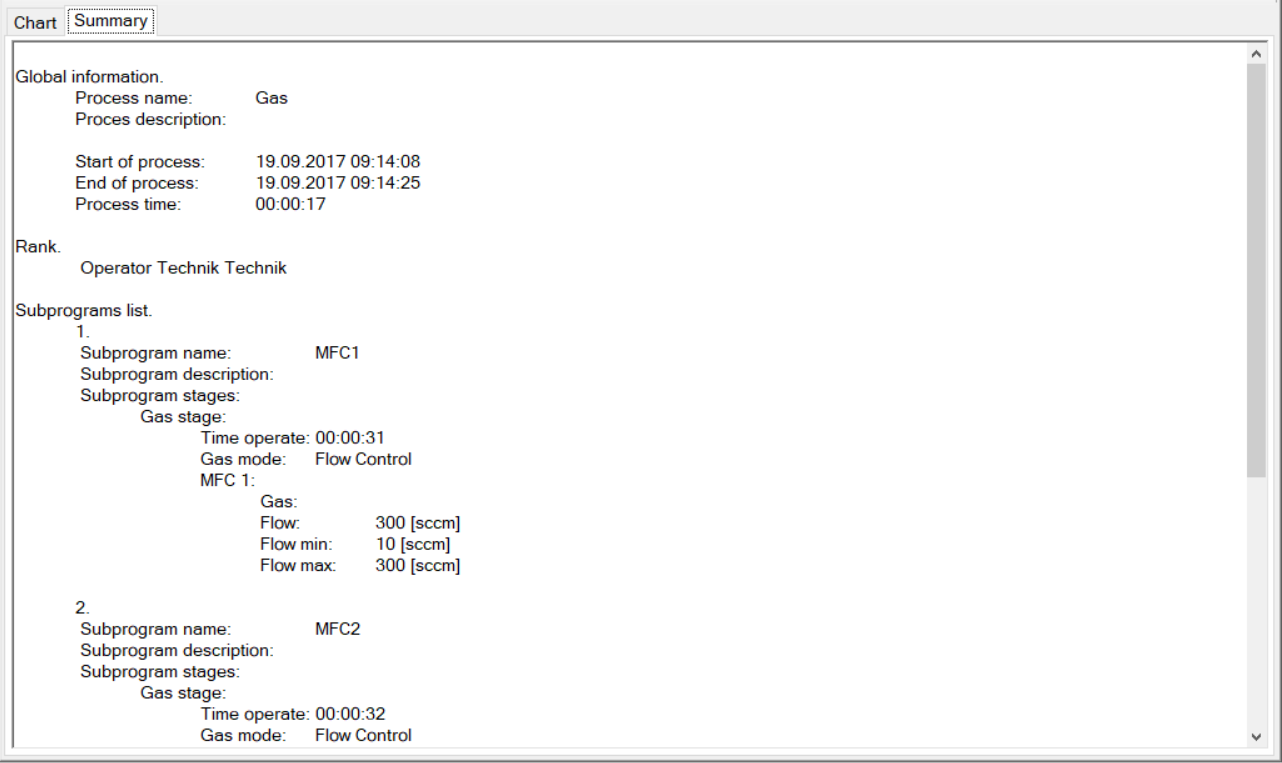 Chart Summary
Global information.
Process name: Gas
Proces description:
Start of process: 19.09.2017 09:14:08
End of process: 19.09.2017 09:14:25
Process time: 00:00:17
Rank.
Operator Technik Technik
Subprograms list.
1.
Subprogram name: MFC1
Subprogram description:
Subprogram stages:
Gas stage:
Time operate: 00:00:31
Gas mode: Flow Control
MFC 1:
Gas:
Flow: 300 [sccm]
Flow min: 10 [sccm]
Flow max: 300 [sccm]
2.
Subprogram name: MFC2
Subprogram description:
Subprogram stages:
Gas stage:
Time operate: 00:00:32
Gas mode: Flow Control